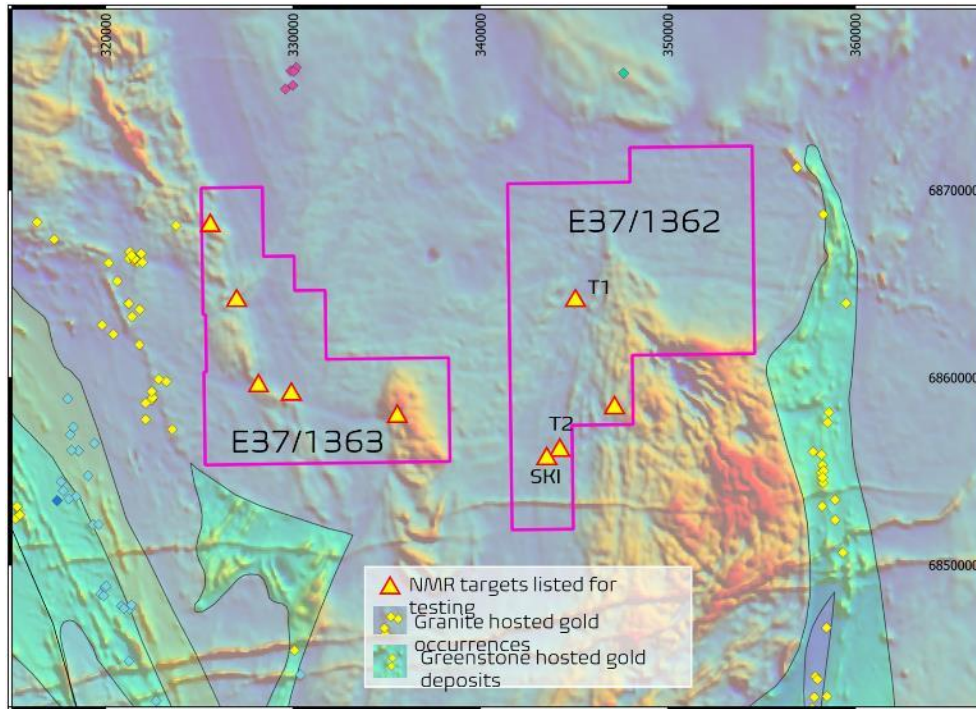 320000
330000
340000
350000
360000
6870000
E37/1362
T1
6860000
T2
E37/1363
SKI
6850000
NMR targets listed for
testing
Granite hosted gold
occurrences
Greenstone hosted gold
deposits